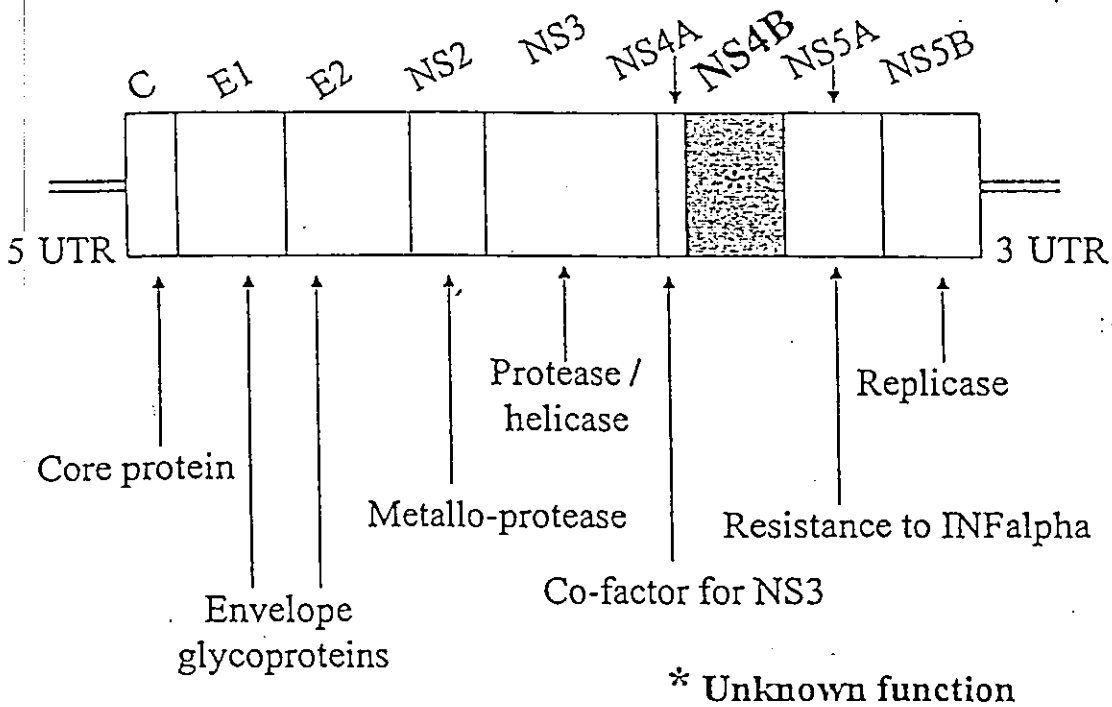 C E1 E2 NS2 NS3 NS4A NS4B NS5A NS5B
*
5 UTR
3 UTR
Protease /
helicase
Replicase
Core protein
Metallo-protease
Resistance to INFalpha
Co-factor for NS3
Envelope
glycoproteins
* Unknown function